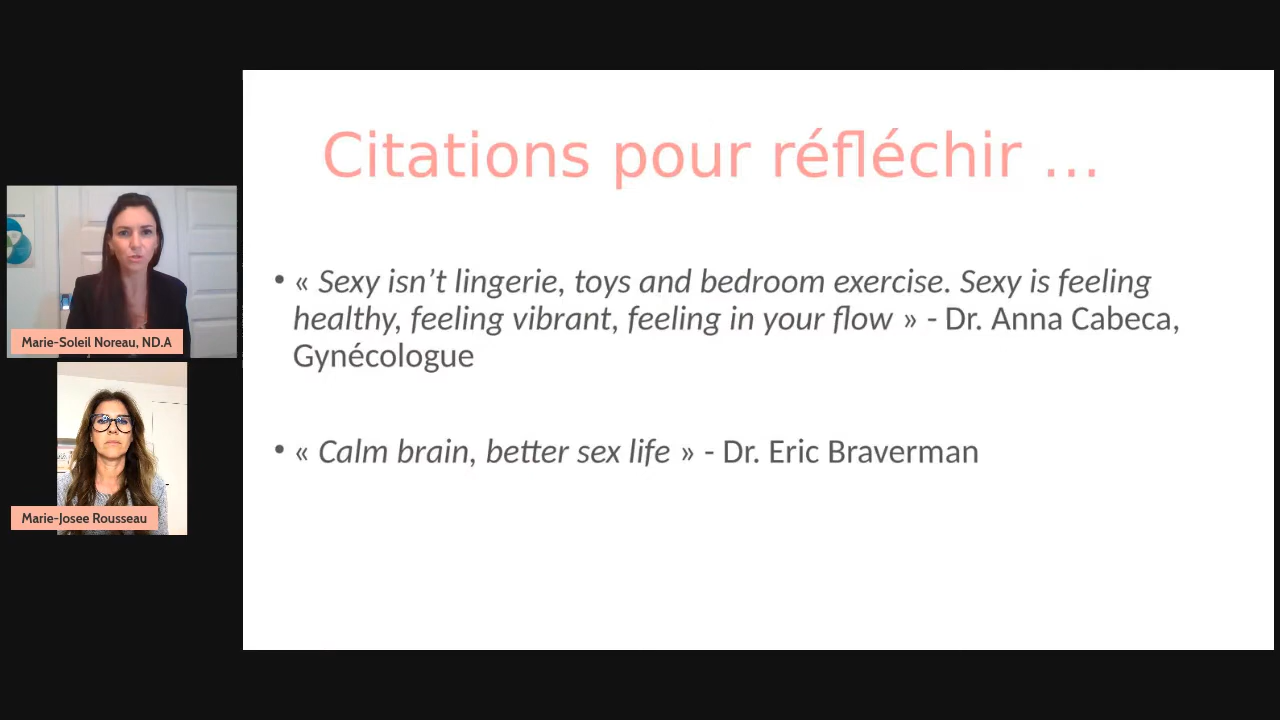 Citations pour réfléchir ...
• « Sexy isn’t lingerie, toys and bedroom exercise. Sexy is feeling
healthy, feeling vibrant, feeling in your flow » - Dr. Anna Cabeca,
Gynécologue
• « Calm brain, better sex life » - Dr. Eric Braverman
Marie-Soleil Noreau, ND.A
Marie-Josee Rousseau